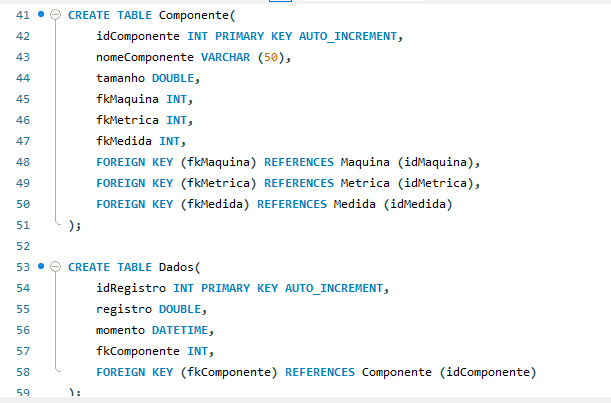 41 CREATE TABLE Componente(
42 idComponente INT PRIMARY KEY AUTO_INCREMENT,
43 nomeComponente VARCHAR (50),
44 tamanho DOUBLE,
45 fkMaquina INT,
46 fkMetrica INT,
47 fkMedida INT,
48 FOREIGN KEY (fkMaquina) REFERENCES Maquina (idMaquina),
49 FOREIGN KEY (fkMetrica) REFERENCES Metrica (idMetrica),
50 FOREIGN KEY (fkMedida) REFERENCES Medida (idMedida)
51 );
52
53 CREATE TABLE Dados(
54 idRegistro INT PRIMARY KEY AUTO_INCREMENT,
55 registro DOUBLE,
56 momento DATETIME,
57 fkComponente INT,
58 FOREIGN KEY (fkComponente) REFERENCES Componente (idComponente)
59 );